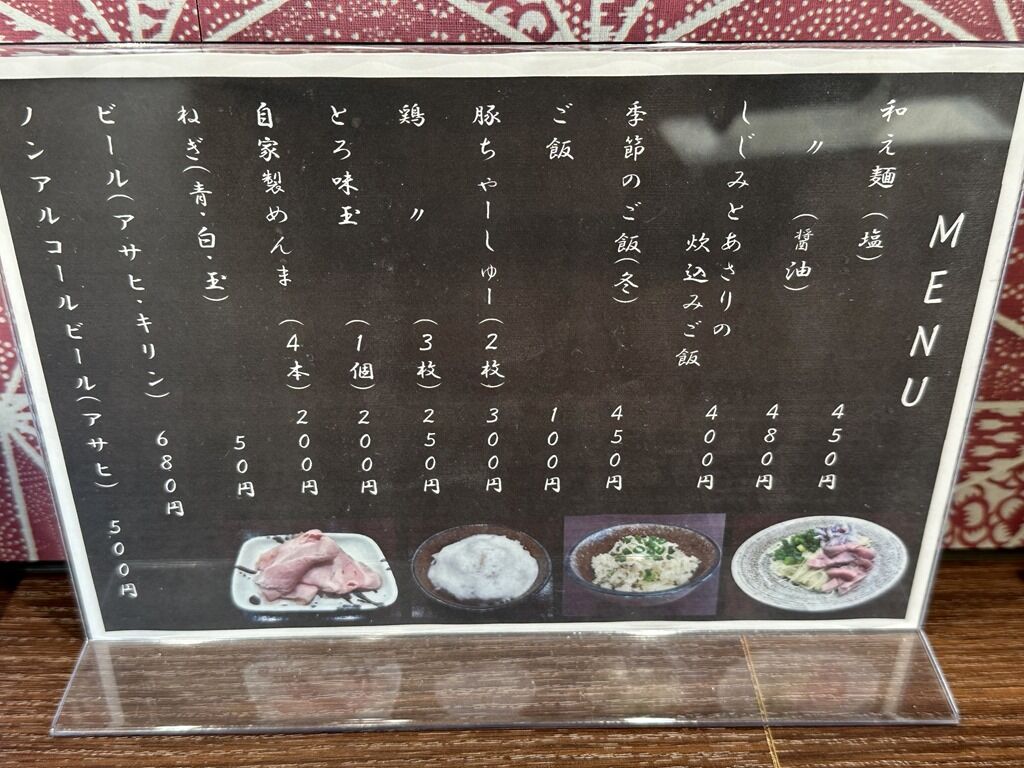 MENU
和え麺(塩) 450円
〃(醤油) 480円
しじみとあさりの
炊込みご飯 400円
季節のご飯(冬) 450円
ご飯 100円
豚ちゃーしゅー(2枚) 300円
鶏 〃 (3枚) 250円
とろ味玉 (1個) 200円
自家製めんま (4本) 200円
ねぎ(青・白・玉) 50円
ビール(アサヒ・キリン) 680円
ノンアルコールビール(アサヒ) 500円